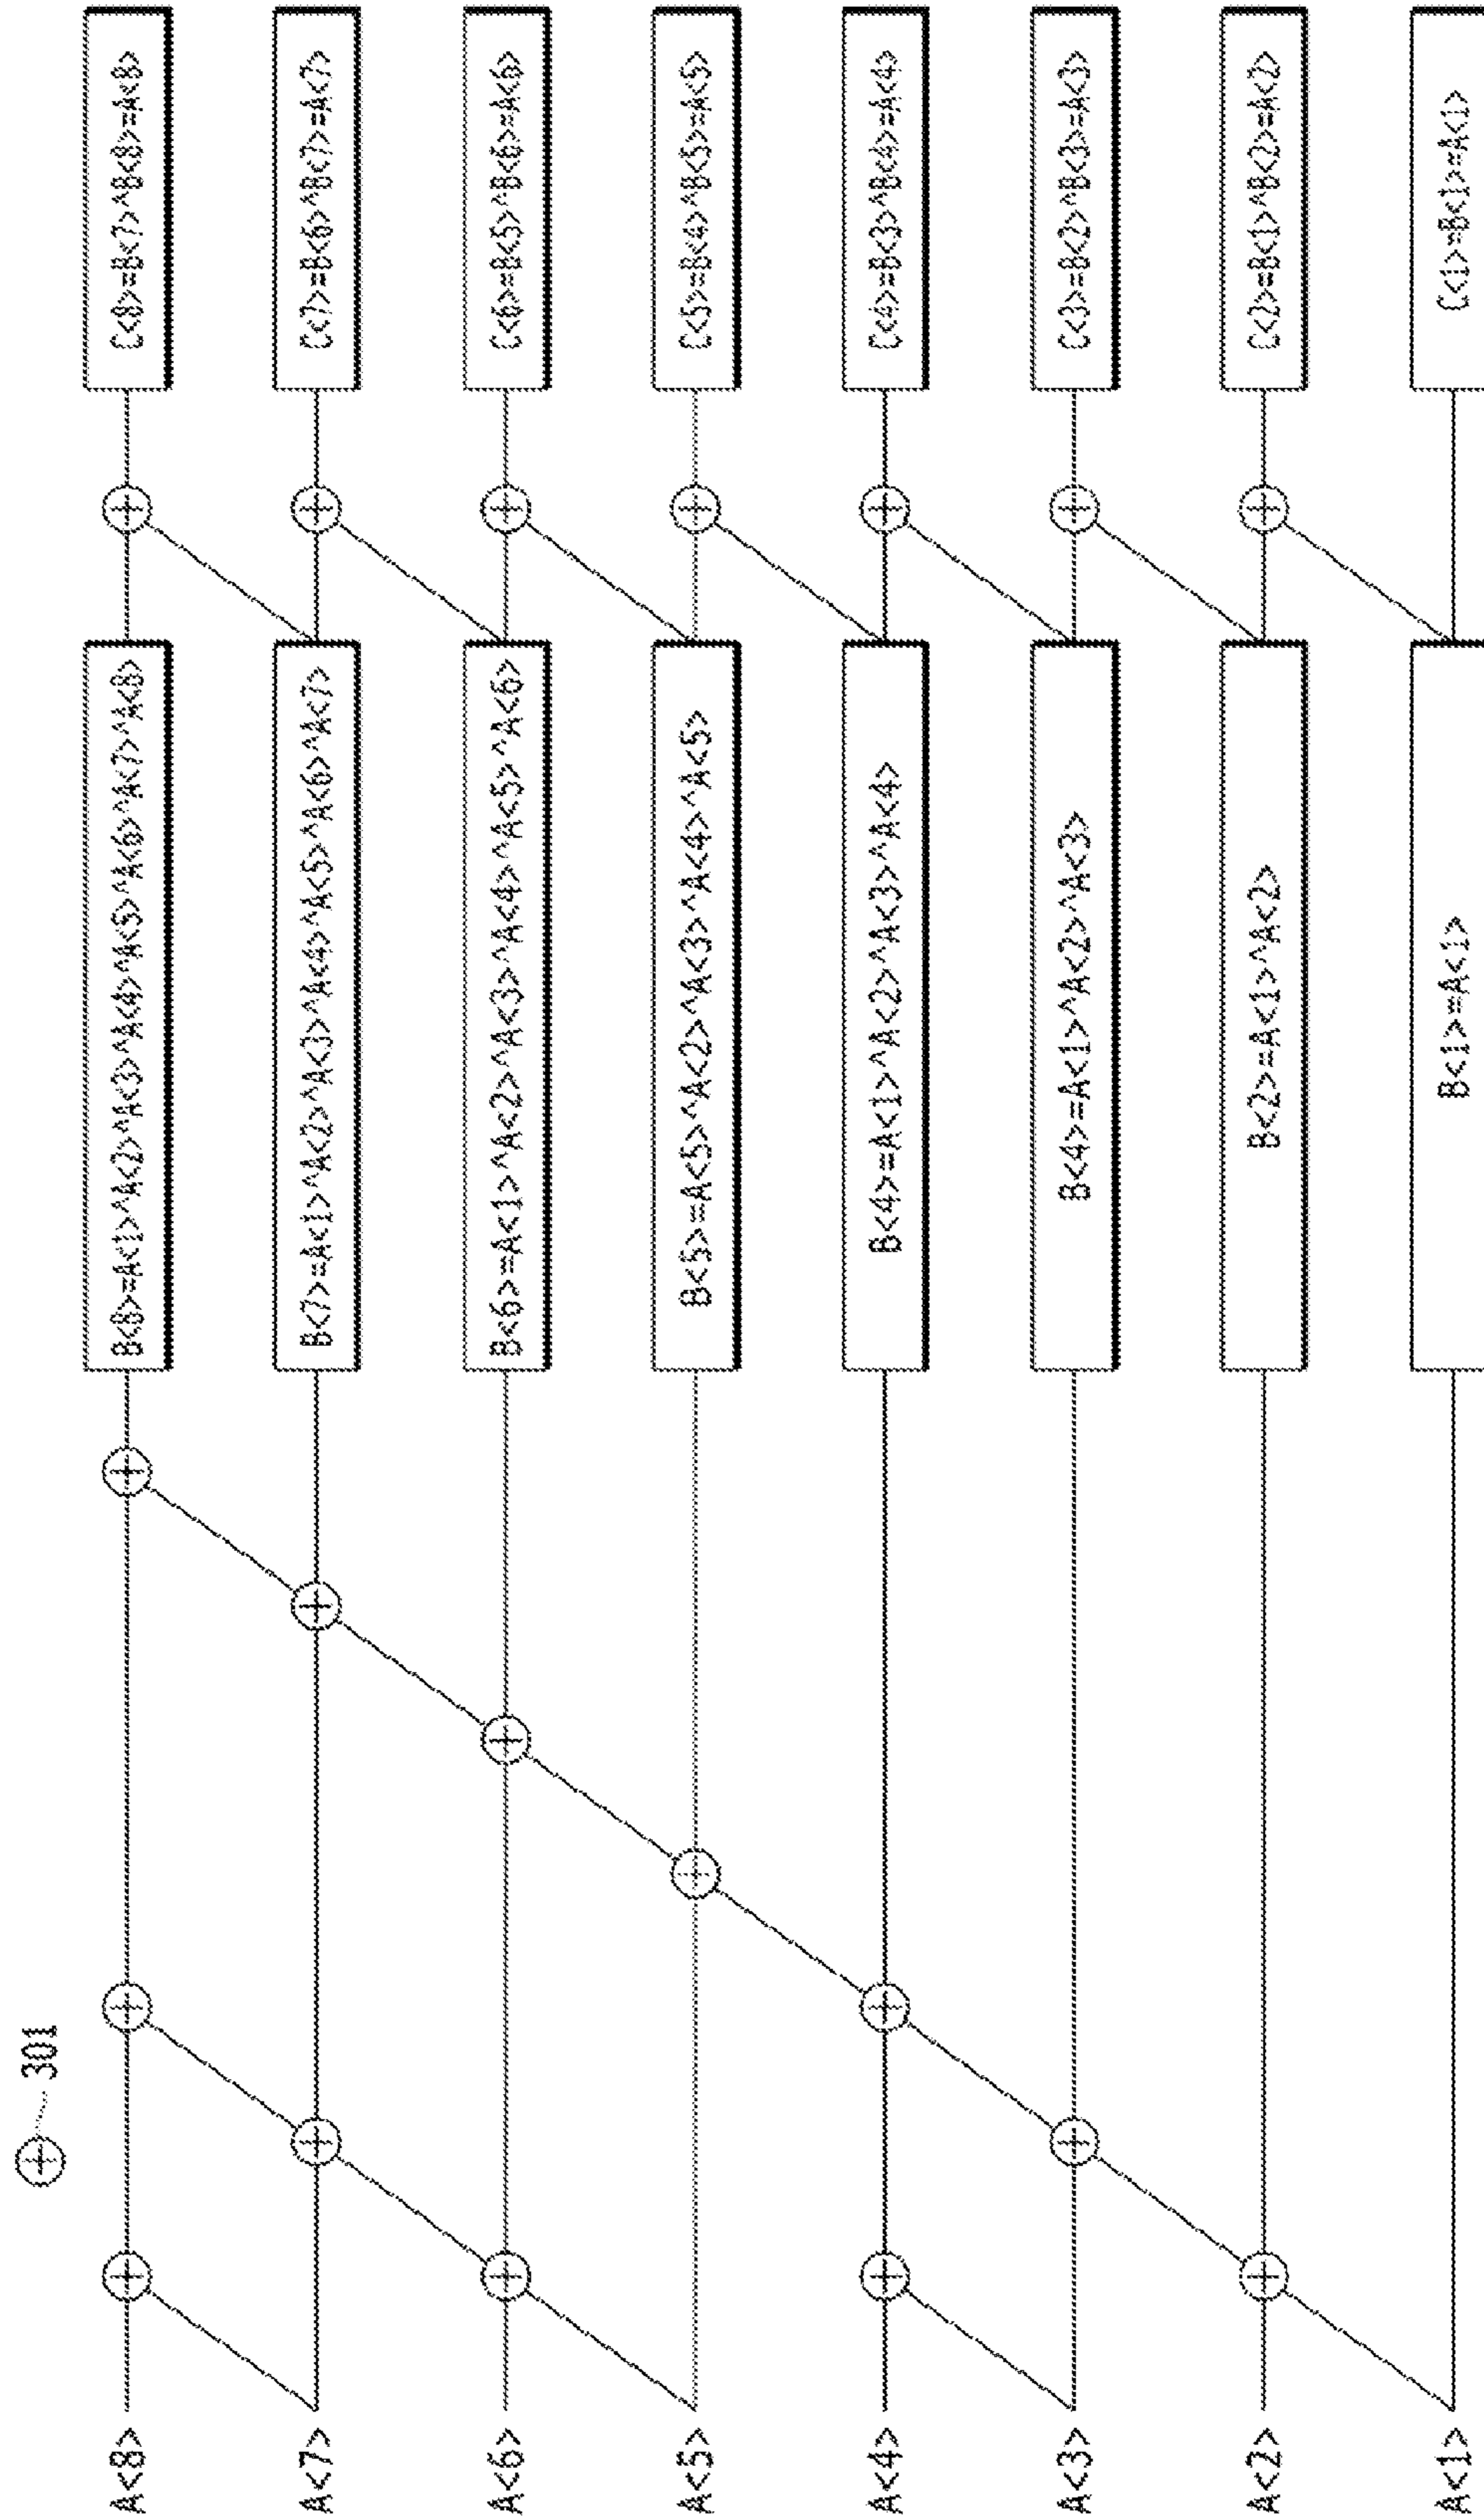 301
A<8>
B<8>=A<1>^A<2>^A<3>^A<4>^A<5>^A<6>^A<7>^A<8>
C<8>=B<7>^B<8>=A<8>
A<7>
B<7>=A<1>^A<2>^A<3>^A<4>^A<5>^A<6>^A<7>
C<7>=B<6>^B<7>=A<7>
A<6>
B<6>=A<1>^A<2>^A<3>^A<4>^A<5>^A<6>
C<6>=B<5>^B<6>=A<6>
A<5>
B<5>=A<5>^A<2>^A<3>^A<4>^A<5>
C<5>=B<4>^B<5>=A<5>
A<4>
B<4>=A<1>^A<2>^A<3>^A<4>
C<4>=B<3>^B<4>=A<4>
A<3>
B<4>=A<1>^A<2>^A<3>
C<3>=B<2>^B<3>=A<3>
A<2>
B<2>=A<1>^A<2>
C<2>=B<1>^B<2>=A<2>
A<1>
B<1>=A<1>
C<1>=B<1>=A<1>